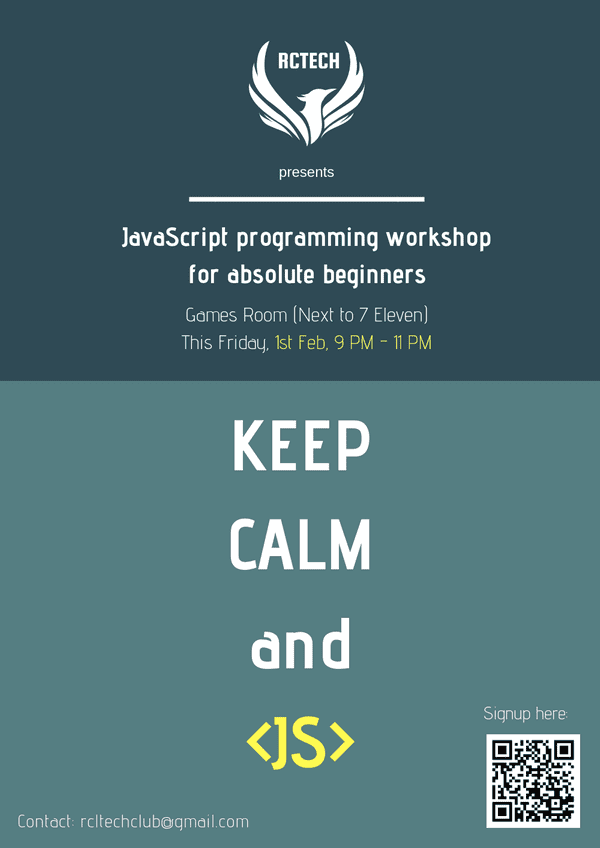 RCTECH
presents
JavaScript programming workshop
for absolute beginners
Games Room (Next to 7 Eleven)
This Friday, 1st Feb, 9 PM - 11 PM
KEEP
CALM
and
<JS>
Signup here:
Contact: rcltechclub@gmail.com